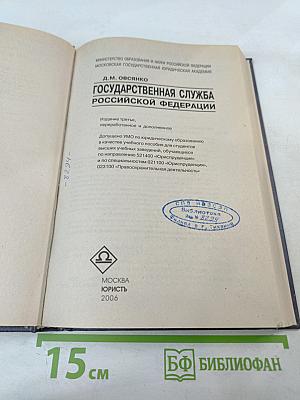 МИНИСТЕРСТВО ОБРАЗОВАНИЯ И НАУКИ РОССИЙСКОЙ ФЕДЕРАЦИИ
МОСКОВСКАЯ ГОСУДАРСТВЕННАЯ ЮРИДИЧЕСКАЯ АКАДЕМИЯ
Д.М. ОВСЯНКО
ГОСУДАРСТВЕННАЯ СЛУЖБА
РОССИЙСКОЙ ФЕДЕРАЦИИ
Издание третье,
переработанное и дополненное
Допущено УМО по юридическому образованию
в качестве учебного пособия для студентов
высших учебных заведений, обучающихся
по направлению 521400 «Юриспруденция»
и по специальностям 021100 «Юриспруденция»,
023100 «Правоохранительная деятельность»
Библиотека
МОСКВА
ЮРИСТЪ
2006
15 см
БФ БИБЛИОФАН